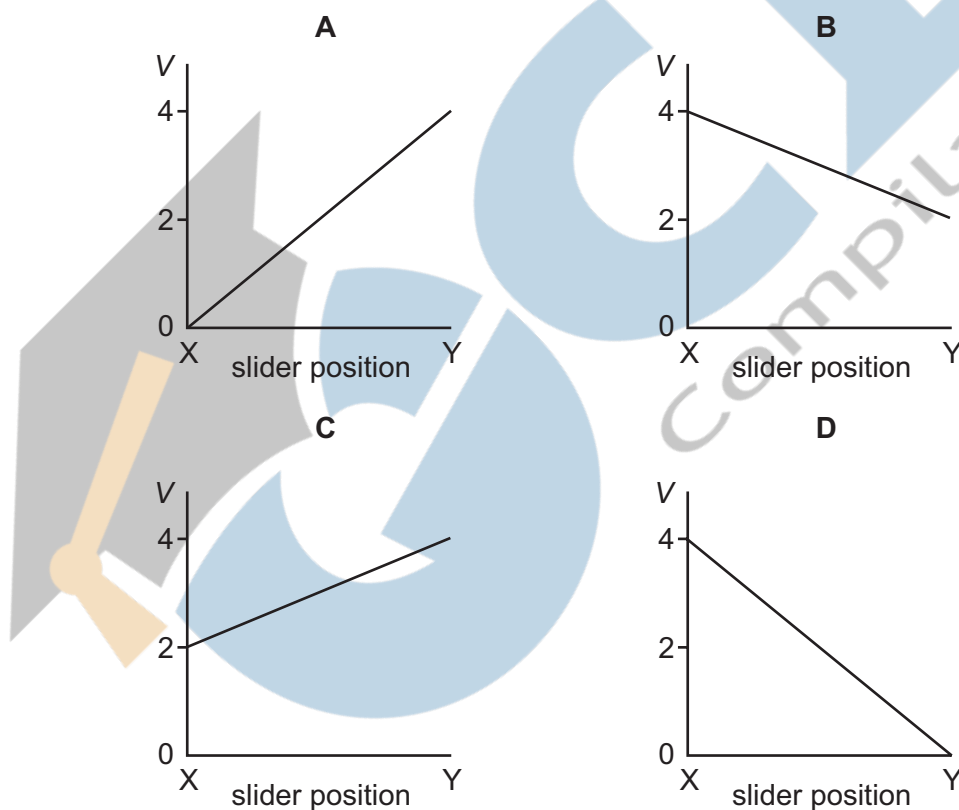 A
V
4
2
0
X
Y
slider position
B
V
4
2
0
X
Y
slider position
C
V
4
2
0
X
Y
slider position
D
V
4
2
0
X
Y
slider position